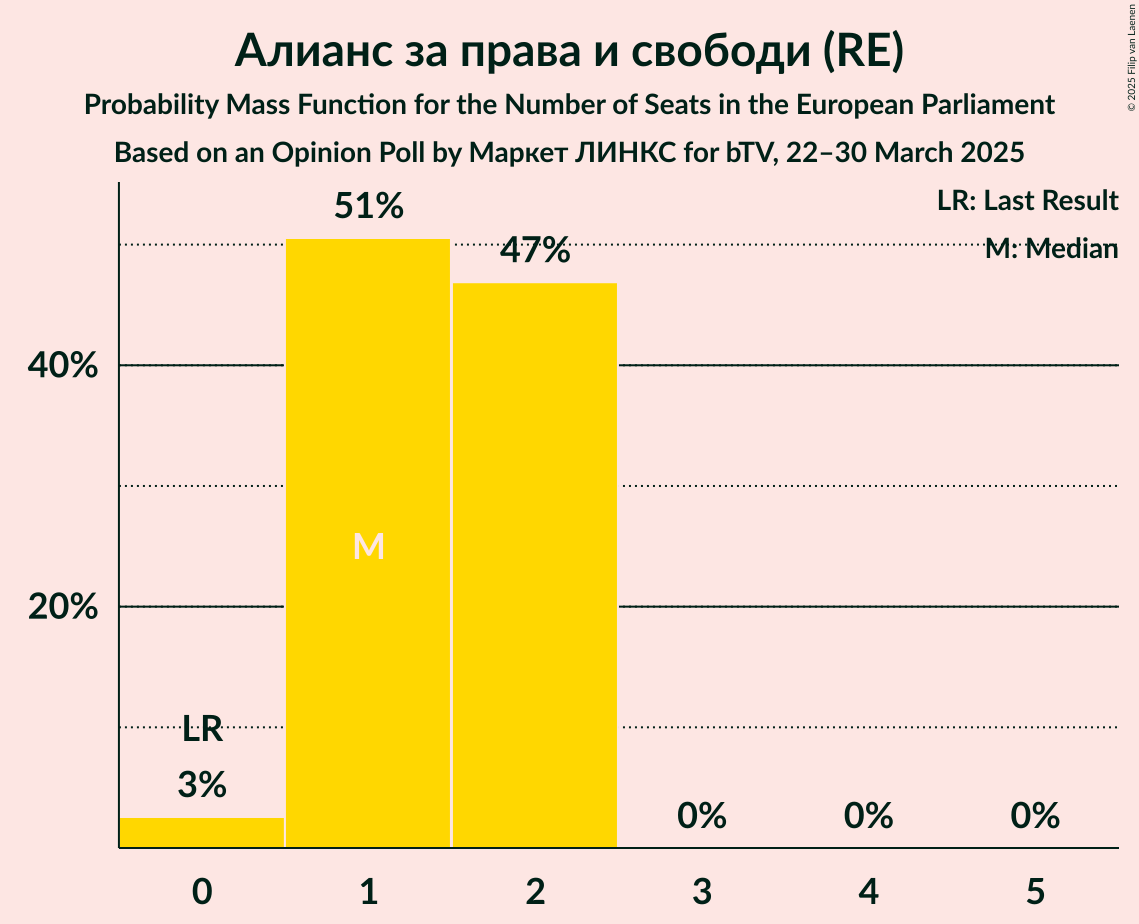 Алианс за права и свободи (RE)
Probability Mass Function for the Number of Seats in the European Parliament
Based on an Opinion Poll by Маркет ЛИНКС for bTV, 22–30 March 2025
© 2025 Filip van Laenen
LR: Last Result
M: Median
51%
47%
40%
M
20%
LR
3%
0%
0%
0%
0
1
2
3
4
5